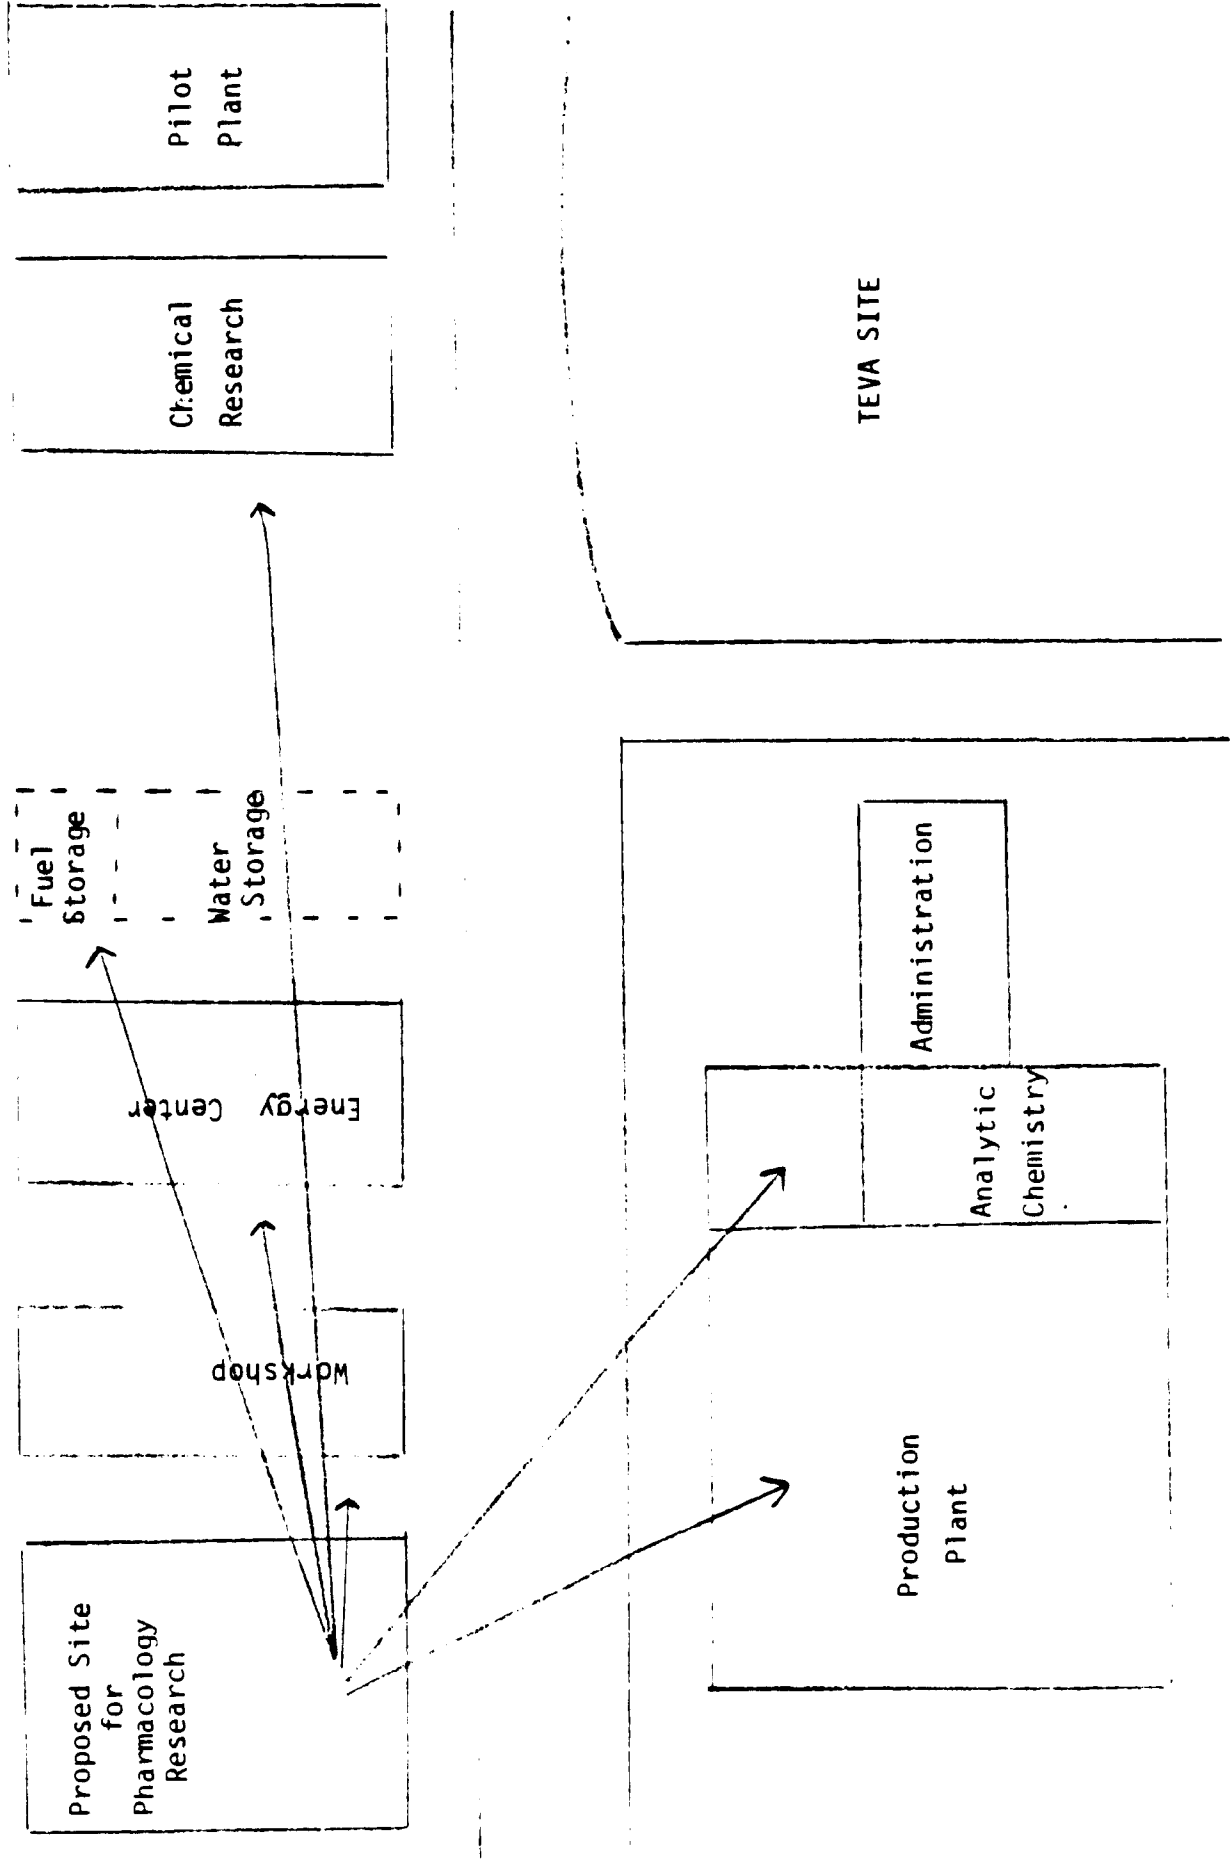 Proposed Site
for
Pharmacology
Research
Workshop
Energy
Center
Fuel
Storage
Water
Storage
Chemical
Research
Pilot
Plant
Production
Plant
Analytic
Chemistry
Administration
TEVA SITE